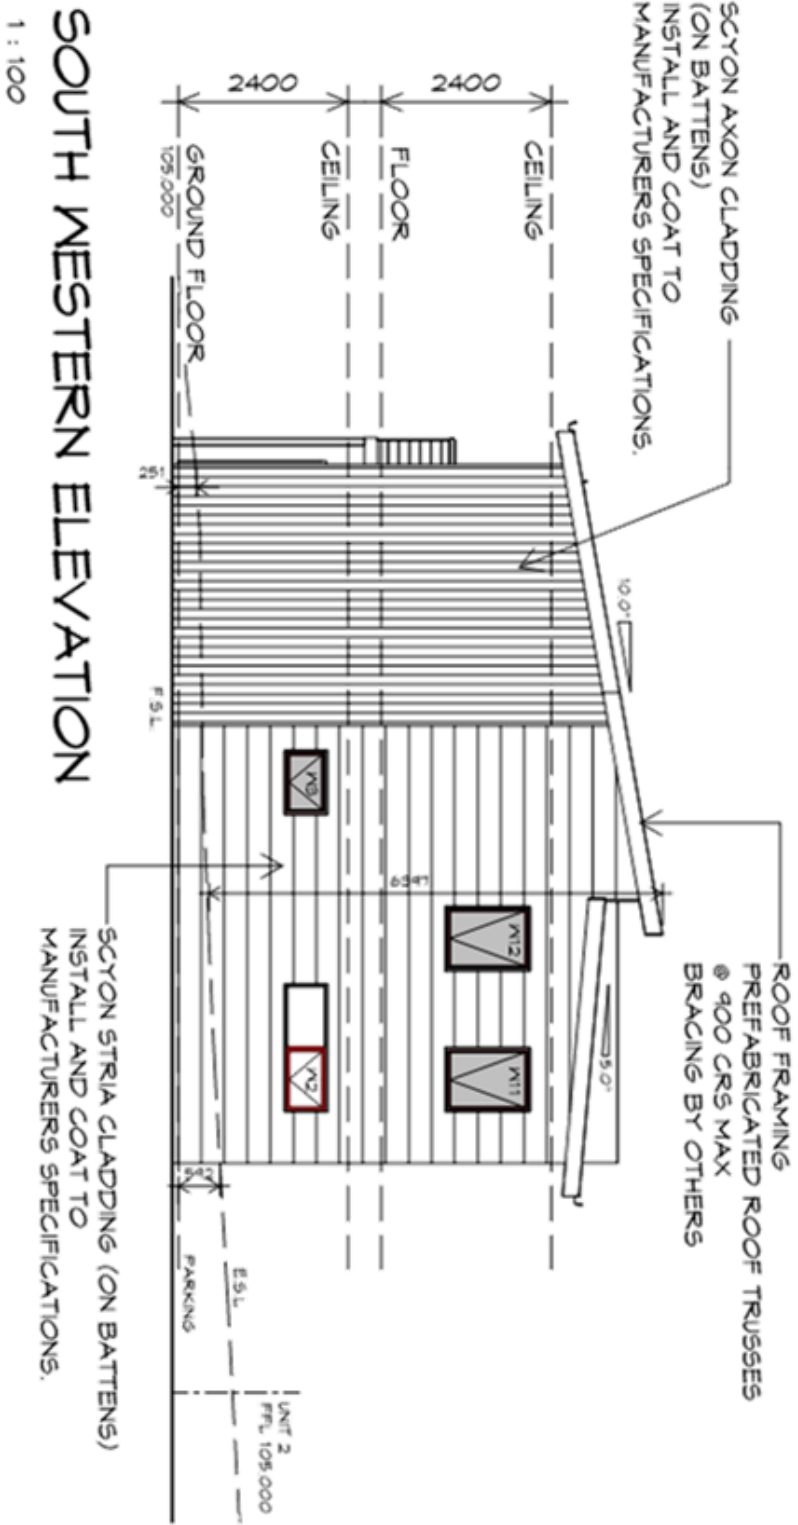 SCYON AXON CLADDING
(ON BATTENS)
INSTALL AND COAT TO
MANUFACTURERS SPECIFICATIONS.
ROOF FRAMING
PREFABRICATED ROOF TRUSSES
@ 900 CRS MAX
BRACING BY OTHERS
10.0°
5.0°
CEILING
2400
FLOOR
CEILING
2400
GROUND FLOOR
105.000
W12
W11
W2
251
F.S.L.
E.S.L
PARKING
UNIT 2
FFL 105.000
SCYON STRIA CLADDING (ON BATTENS)
INSTALL AND COAT TO
MANUFACTURERS SPECIFICATIONS.
SOUTH WESTERN ELEVATION
1 : 100